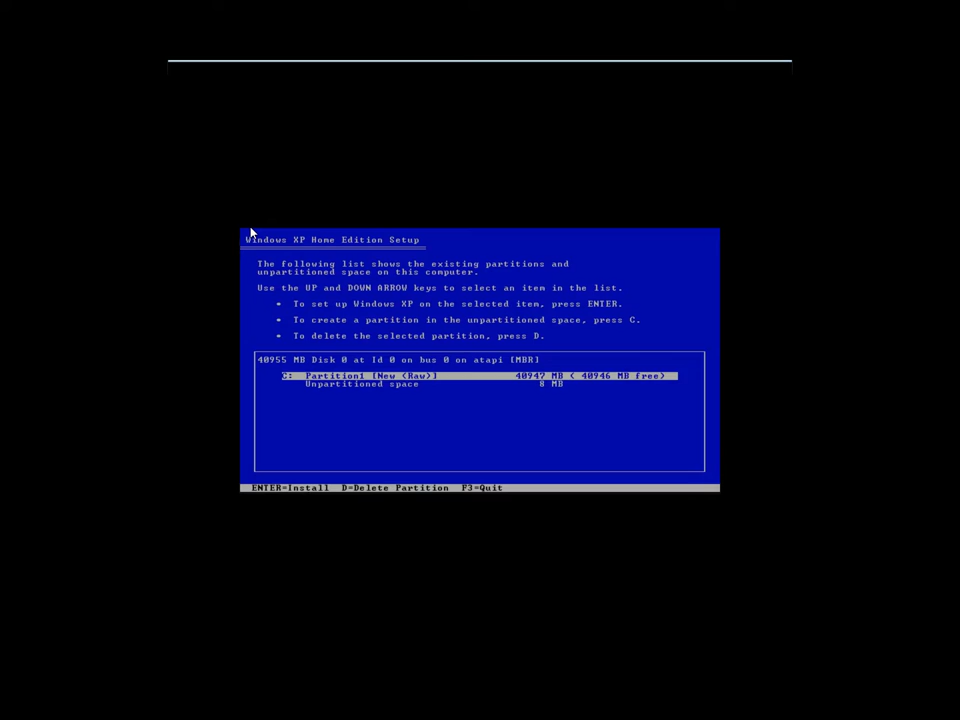 Windows XP Home Edition Setup
The following list shows the existing partitions and
unpartitioned space on this computer.
Use the UP and DOWN ARROW keys to select an item in the list.
• To set up Windows XP on the selected item, press ENTER.
• To create a partition in the unpartitioned space, press C.
• To delete the selected partition, press D.
40955 MB Disk 0 at Id 0 on bus 0 on atapi [MBR]
C: Partition1 [New (Raw)] 40947 MB ( 40946 MB free)
Unpartitioned space 8 MB
ENTER=Install D=Delete Partition F3=Quit